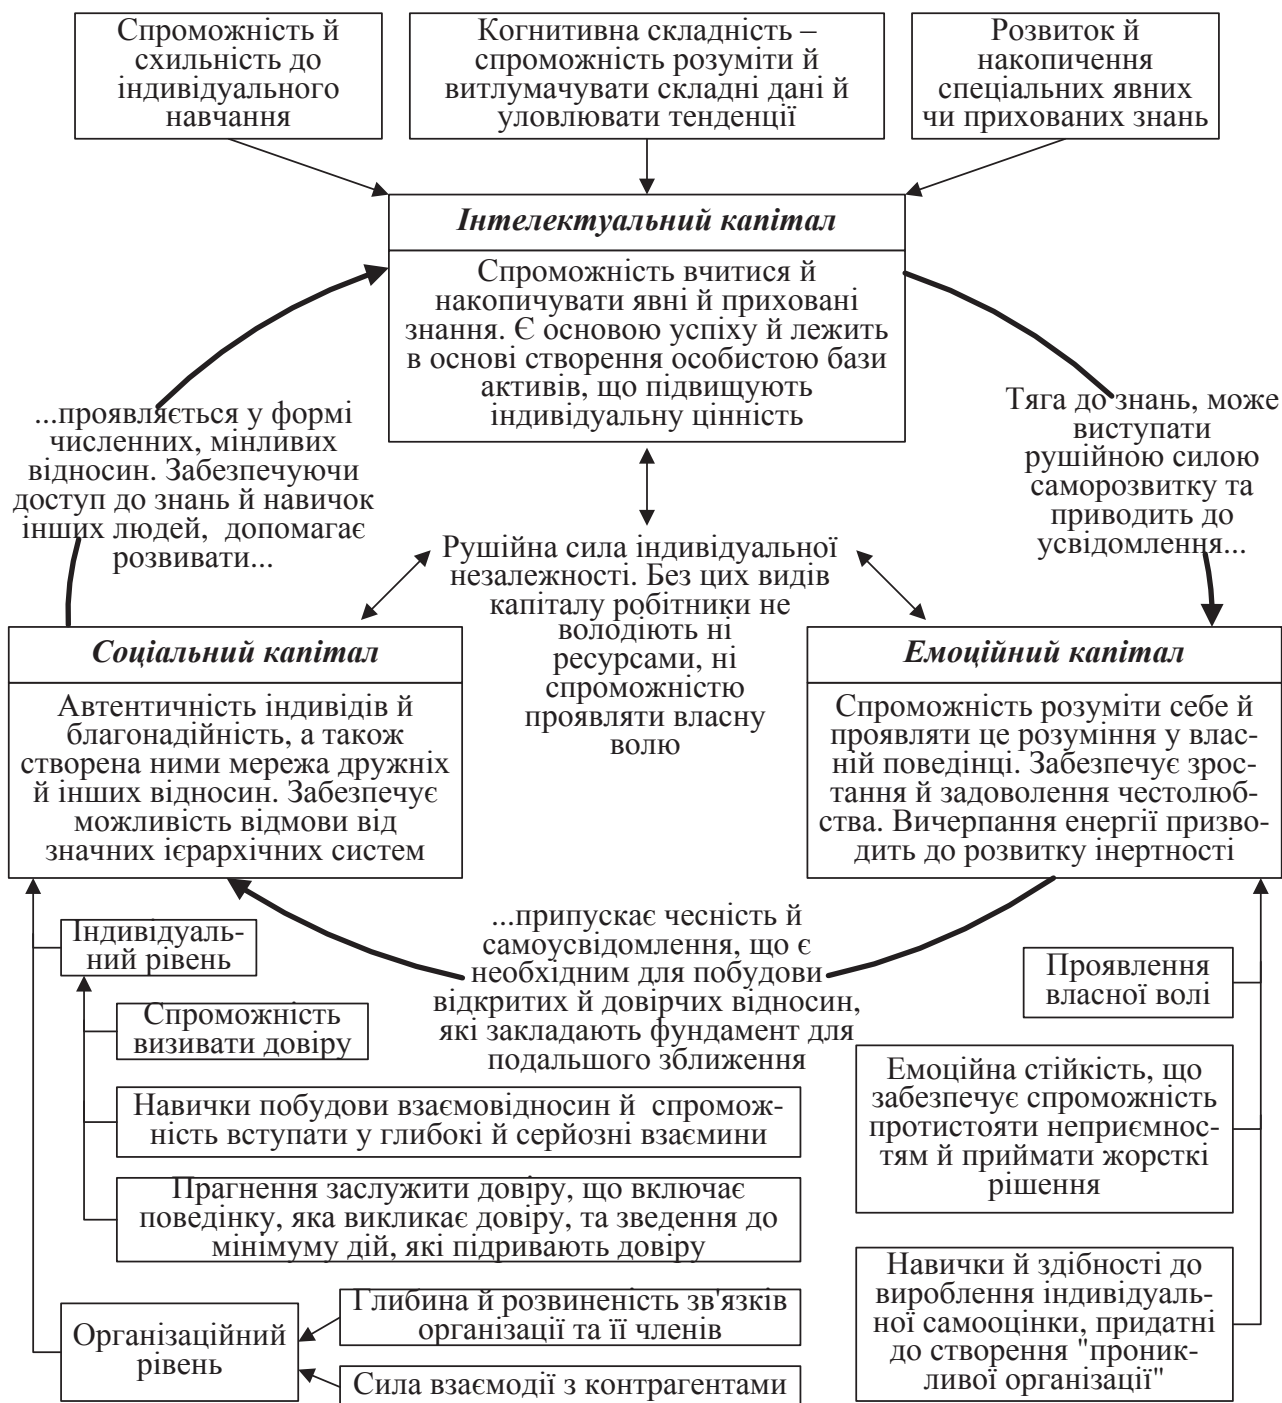 Спроможність й
схильність до
індивідуального
навчання
Когнитивна складність –
спроможність розуміти й
витлумачувати складні дані й
уловлювати тенденції
Розвиток й
накопичення
спеціальних явних
чи прихованих знань
Інтелектуальний капітал
Спроможність вчитися й
накопичувати явні й приховані
знання. Є основою успіху й лежить
в основі створення особистою бази
активів, що підвищують
індивідуальну цінність
...проявляється у формі
численних, мінливих
відносин. Забезпечуючи
доступ до знань й навичок
інших людей, допомагає
розвивати...
Тяга до знань, може
виступати
рушійною силою
саморозвитку та
приводить до
усвідомлення...
Рушійна сила індивідуальної
незалежності. Без цих видів
капіталу робітники не
володіють ні
ресурсами, ні
спроможністю
проявляти власну
волю
Соціальний капітал
Автентичність індивідів й
благонадійність, а також
створена ними мережа дружніх
й інших відносин. Забезпечує
можливість відмови від
значних ієрархічних систем
Емоційний капітал
Спроможність розуміти себе й
проявляти це розуміння у влас-
ній поведінці. Забезпечує зрос-
тання й задоволення честолюб-
ства. Вичерпання енергії призво-
дить до розвитку інертності
...припускає чесність й
самоусвідомлення, що є
необхідним для побудови
відкритих й довірчих відносин,
які закладають фундамент для
подальшого зближення
Індивідуаль-
ний рівень
Спроможність
визивати довіру
Навички побудови взаємовідносин й спромож-
ність вступати у глибокі й серйозні взаємини
Прагнення заслужити довіру, що включає
поведінку, яка викликає довіру, та зведення до
мінімуму дій, які підривають довіру
Організаційний
рівень
Глибина й розвиненість зв'язків
організації та її членів
Сила взаємодії з контрагентами
Проявлення
власної волі
Емоційна стійкість, що
забезпечує спроможність
протистояти неприємнос-
тям й приймати жорсткі
рішення
Навички й здібності до
вироблення індивідуаль-
ної самооцінки, придатні
до створення "проник-
ливої організації"